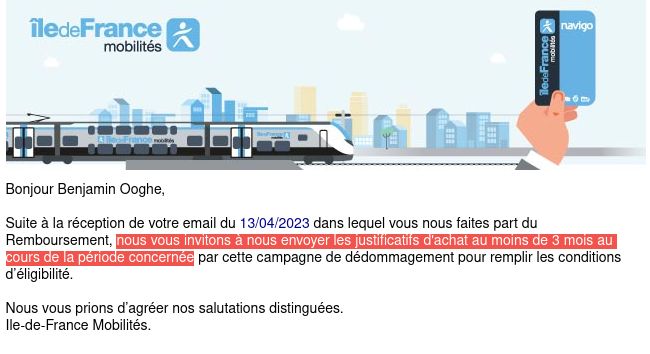 îledeFrance
mobilités
îledeFrance
mobilités
navigo
îledeFrance
mobilités
îledeFrance
Bonjour Benjamin Ooghe,
Suite à la réception de votre email du 13/04/2023 dans lequel vous nous faites part du
Remboursement, nous vous invitons à nous envoyer les justificatifs d'achat au moins de 3 mois au
cours de la période concernée par cette campagne de dédommagement pour remplir les conditions
d'éligibilité.
Nous vous prions d'agréer nos salutations distinguées.
Ile-de-France Mobilités.